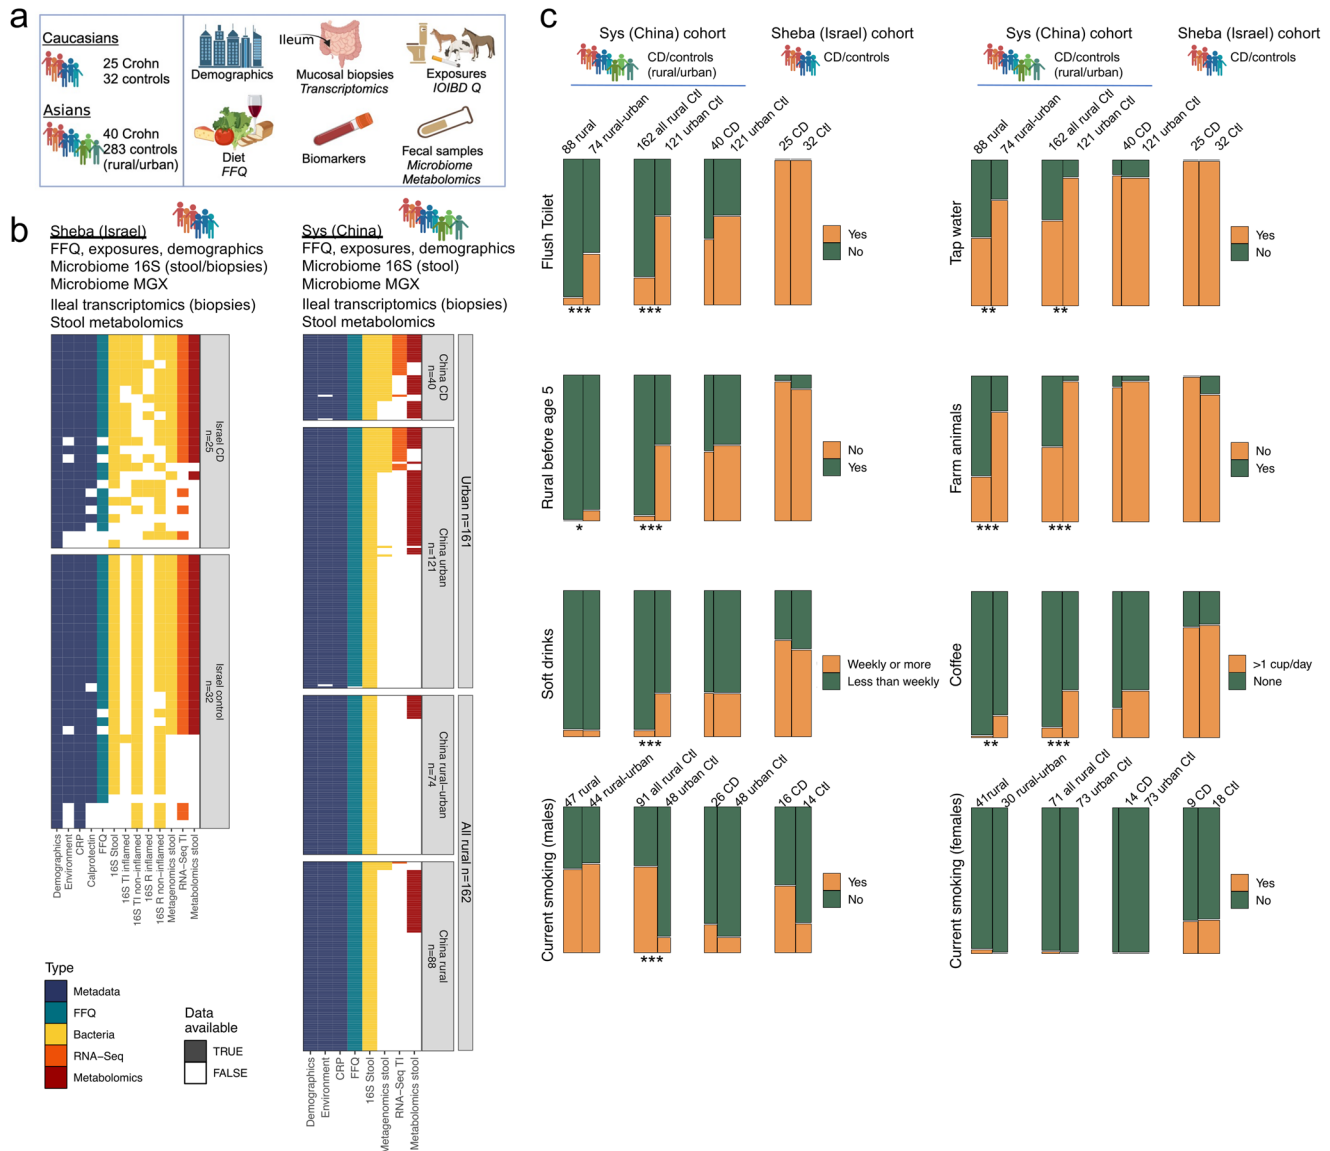 a
Caucasians
25 Crohn
32 controls
Asians
40 Crohn
283 controls
(rural/urban)
Demographics
Ileum
Mucosal biopsies
Transcriptomics
Exposures
IOIBD Q
Diet
FFQ
Biomarkers
Fecal samples
Microbiome
Metabolomics
b
Sheba (Israel)
FFQ, exposures, demographics
Microbiome 16S (stool/biopsies)
Microbiome MGX
Ileal transcriptomics (biopsies)
Stool metabolomics
Israel CD
n=25
Israel control
n=32
Demographics
Environment
CRP
Calprotectin
FFQ
16S Stool
16S TI inflamed
16S TI non-inflamed
16S R inflamed
16S R non-inflamed
Metagenomics stool
RNA-Seq TI
Metabolomics stool
Sys (China)
FFQ, exposures, demographics
Microbiome 16S (stool)
Microbiome MGX
Ileal transcriptomics (biopsies)
Stool metabolomics
China CD
n=40
China urban
n=121
Urban n=161
China rural-urban
n=74
China rural
n=88
All rural n=162
Demographics
Environment
CRP
FFQ
16S Stool
Metagenomics stool
RNA-Seq TI
Metabolomics stool
Type
Metadata
FFQ
Bacteria
RNA-Seq
Metabolomics
Data
available
TRUE
FALSE
c
Sys (China) cohort
CD/controls
(rural/urban)
Sheba (Israel) cohort
CD/controls
88 rural
74 rural-urban
162 all rural Ctl
121 urban Ctl
40 CD
121 urban Ctl
25 CD
32 Ctl
Flush Toilet
Yes
No
***
***
Rural before age 5
No
Yes
*
***
Soft drinks
Weekly or more
Less than weekly
***
47 rural
44 rural-urban
91 all rural Ctl
48 urban Ctl
26 CD
48 urban Ctl
16 CD
14 Ctl
Current smoking (males)
Yes
No
***
Sys (China) cohort
CD/controls
(rural/urban)
Sheba (Israel) cohort
CD/controls
88 rural
74 rural-urban
162 all rural Ctl
121 urban Ctl
40 CD
121 urban Ctl
25 CD
32 Ctl
Tap water
Yes
No
**
**
Farm animals
No
Yes
***
***
Coffee
>1 cup/day
None
**
***
41rural
30 rural-urban
71 all rural Ctl
73 urban Ctl
14 CD
73 urban Ctl
9 CD
18 Ctl
Current smoking (females)
Yes
No